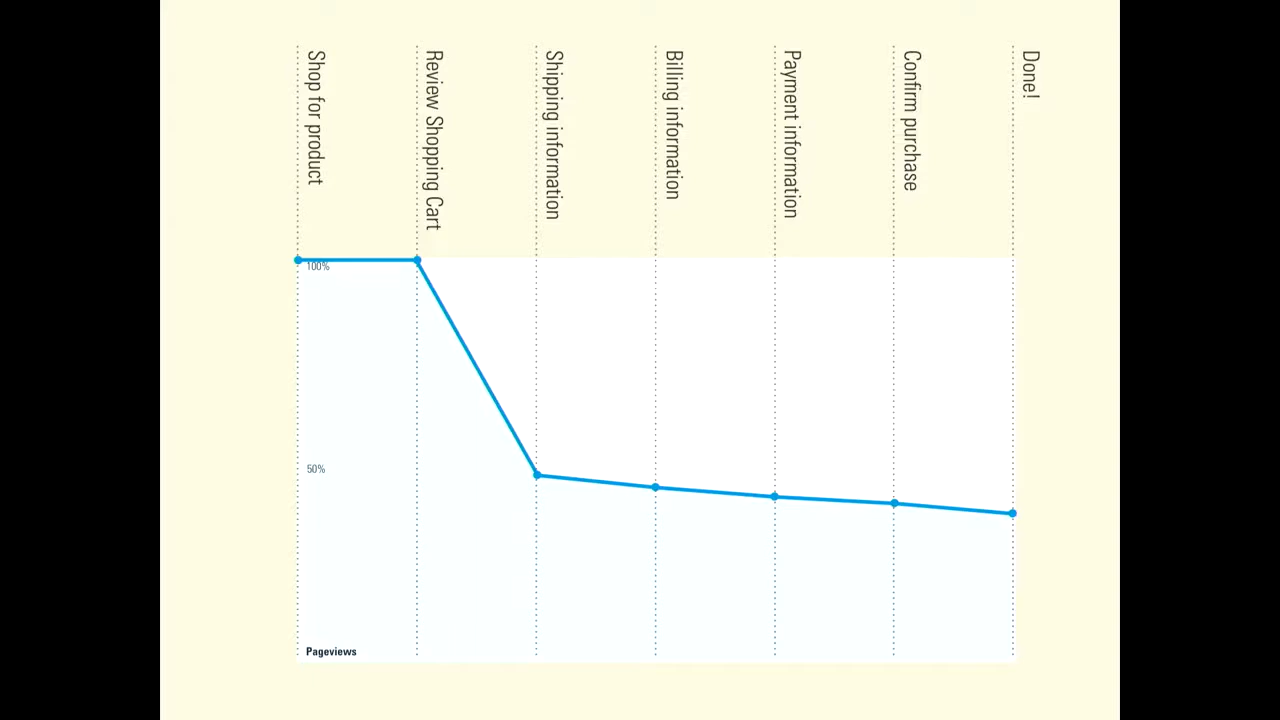 Shop for product
Review Shopping Cart
Shipping information
Billing information
Payment information
Confirm purchase
Done!
100%
50%
Pageviews